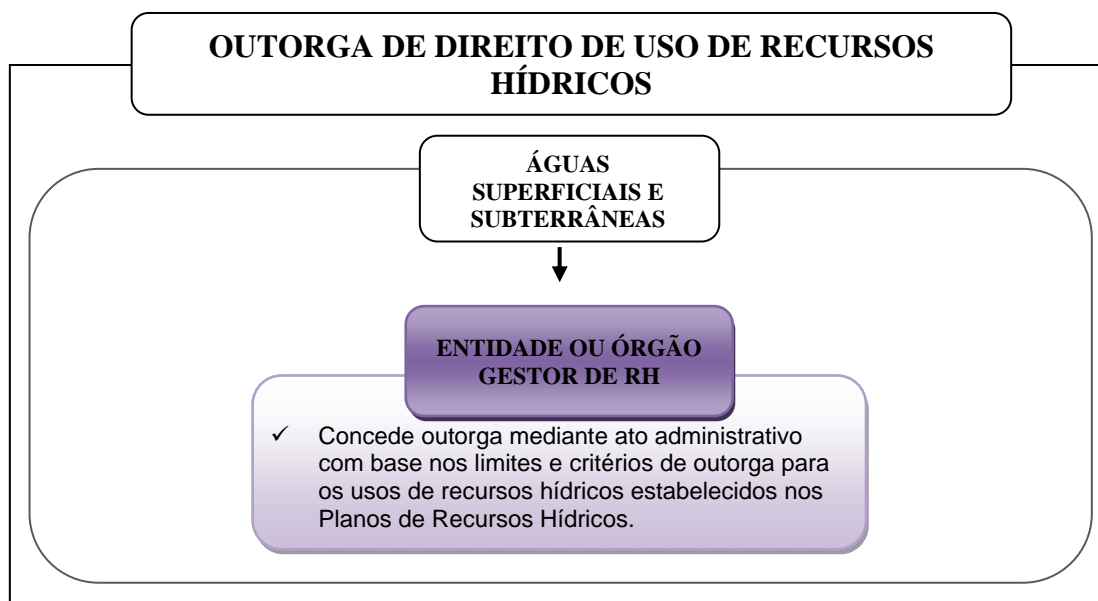 OUTORGA DE DIREITO DE USO DE RECURSOS
HÍDRICOS
ÁGUAS
SUPERFICIAIS E
SUBTERRÂNEAS
ENTIDADE OU ÓRGÃO
GESTOR DE RH
✓ Concede outorga mediante ato administrativo
com base nos limites e critérios de outorga para
os usos de recursos hídricos estabelecidos nos
Planos de Recursos Hídricos.